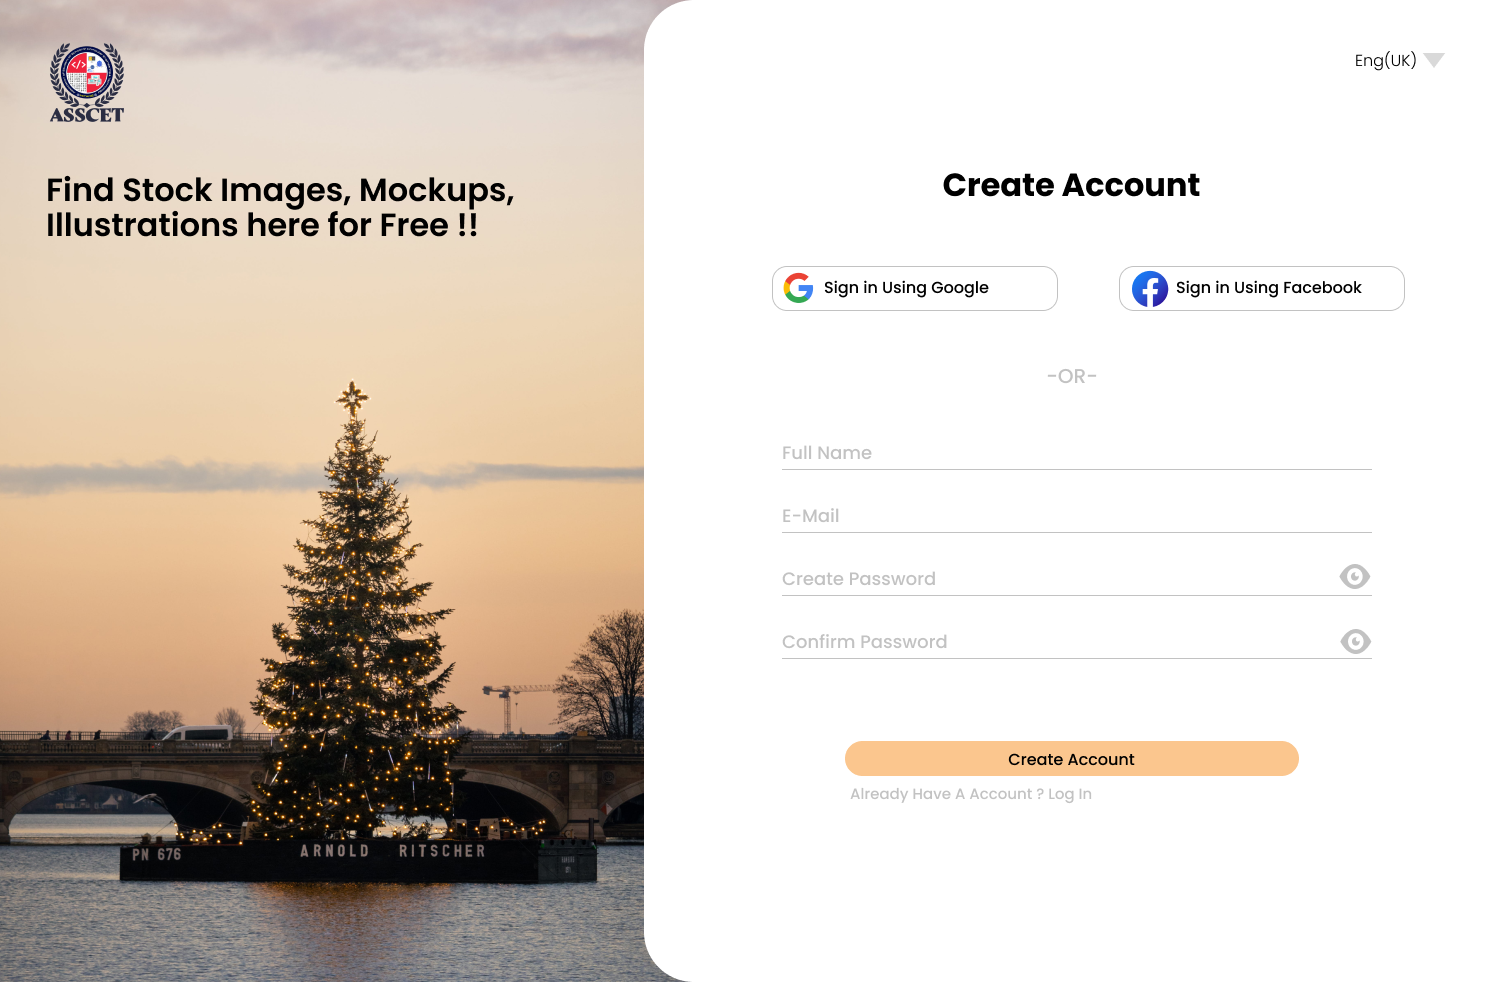 ASSCET
Find Stock Images, Mockups,
Illustrations here for Free !!
PN 676
ARNOLD RITSCHER
Eng(UK)
Create Account
Sign in Using Google
Sign in Using Facebook
-OR-
Full Name
E-Mail
Create Password
Confirm Password
Create Account
Already Have A Account ? Log In